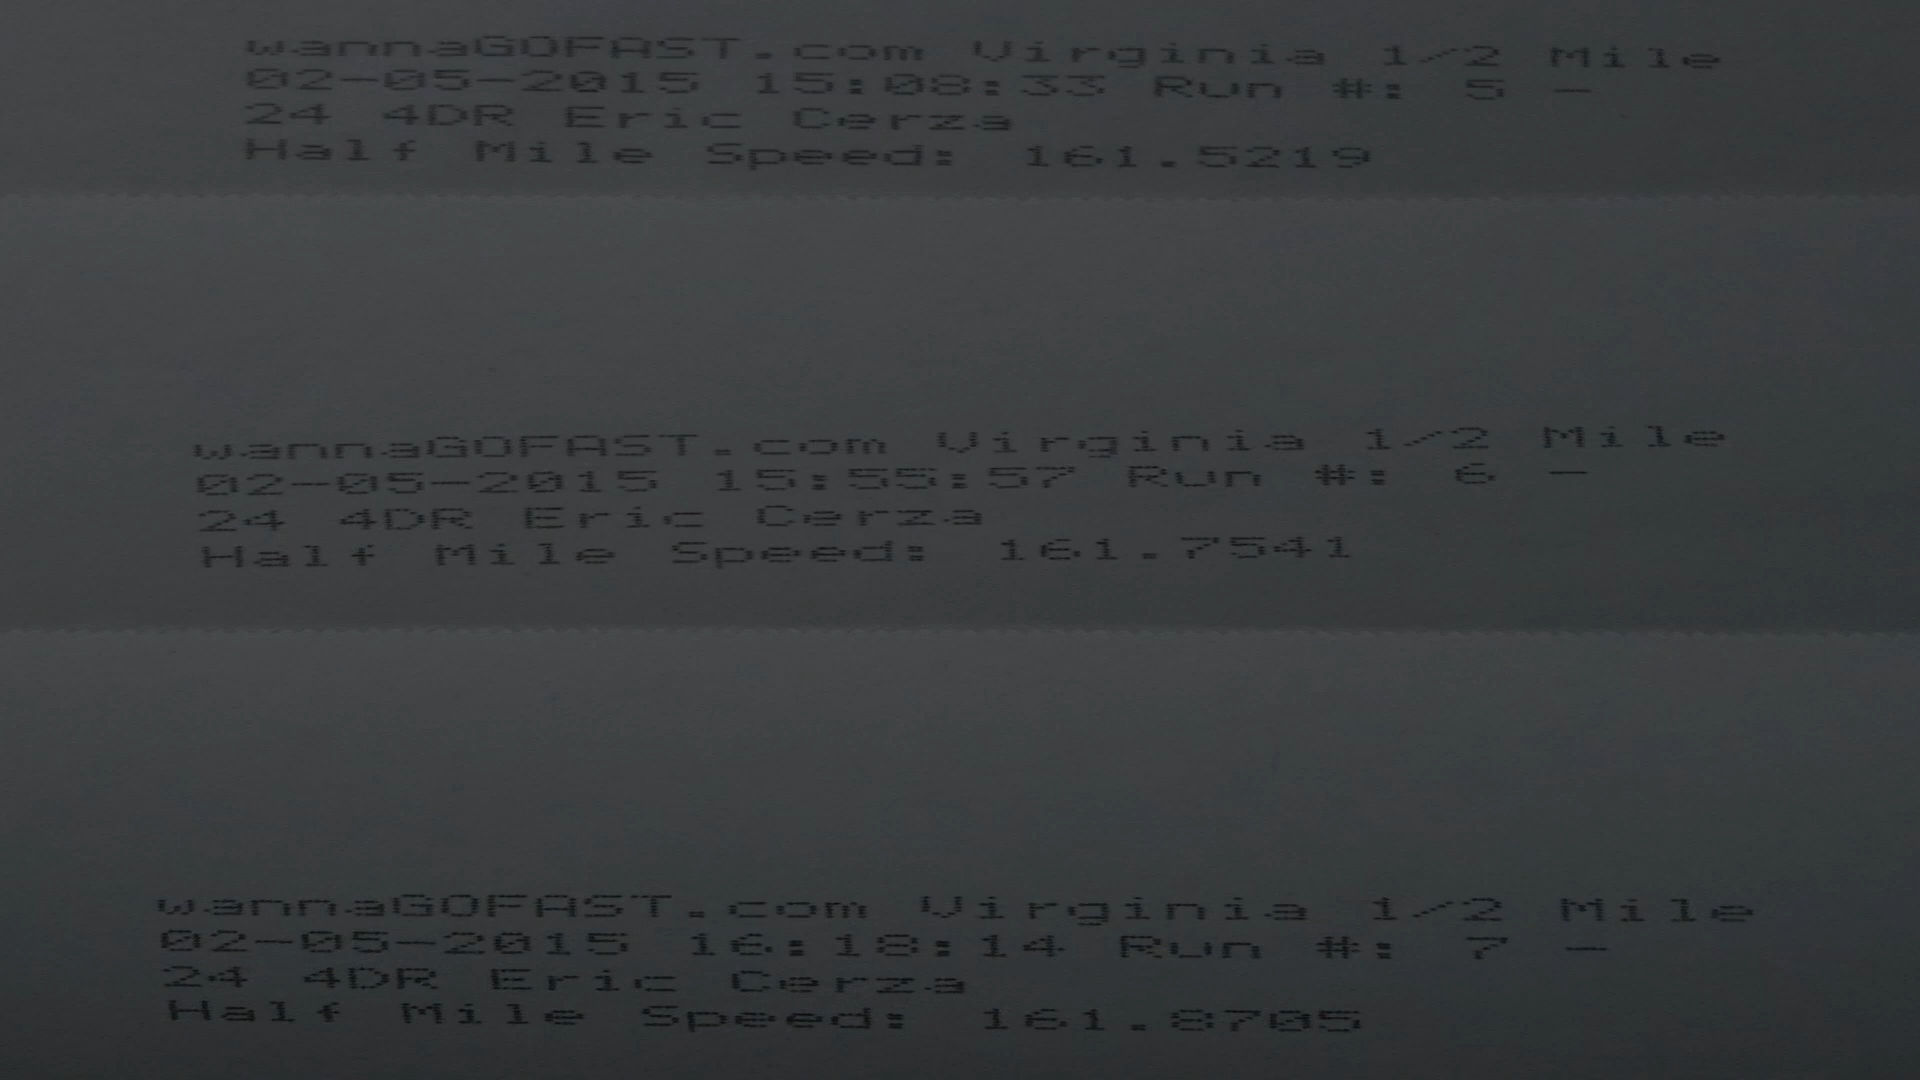 wannaGOFAST.com Virginia 1/2 Mile
02-05-2015 15:08:33 Run #: 5 -
24 4DR Eric Cerza
Half Mile Speed: 161.5219
wannaGOFAST.com Virginia 1/2 Mile
02-05-2015 15:55:57 Run #: 6 -
24 4DR Eric Cerza
Half Mile Speed: 161.7541
wannaGOFAST.com Virginia 1/2 Mile
02-05-2015 16:18:14 Run #: 7 -
24 4DR Eric Cerza
Half Mile Speed: 161.8705